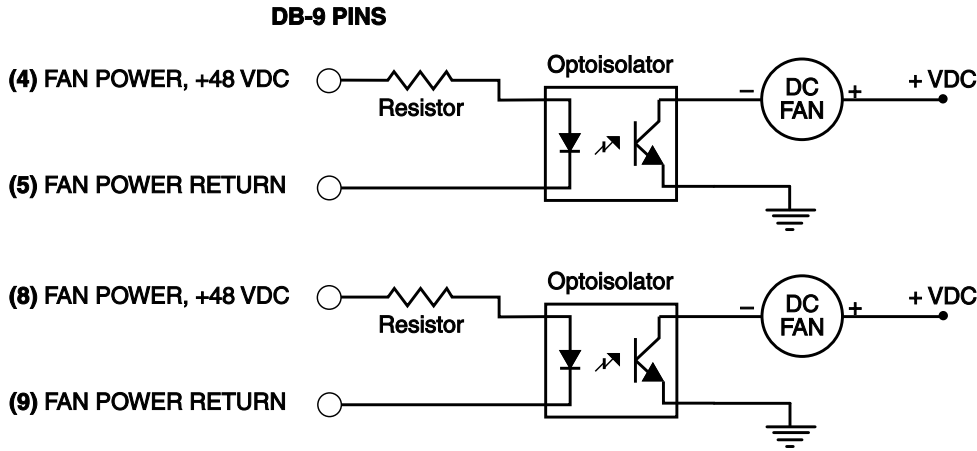 DB-9 PINS
(4) FAN POWER, +48 VDC
Resistor
Optoisolator
– DC FAN +
+ VDC
(5) FAN POWER RETURN
(8) FAN POWER, +48 VDC
Resistor
Optoisolator
– DC FAN +
+ VDC
(9) FAN POWER RETURN